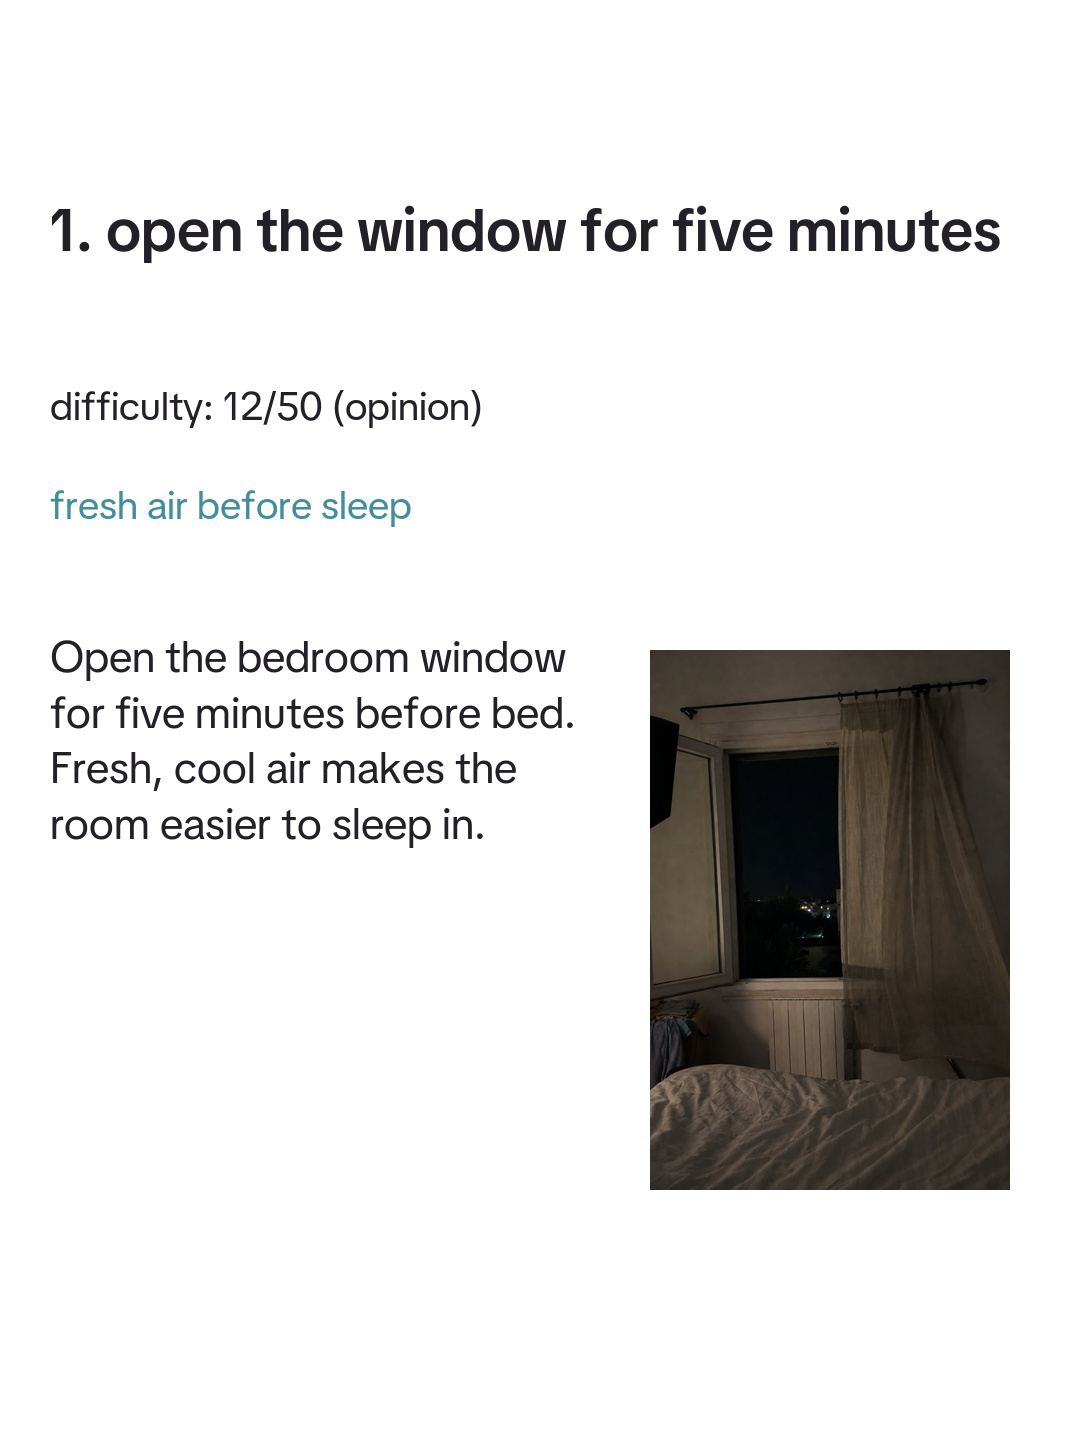 1. open the window for five minutes
difficulty: 12/50 (opinion)
fresh air before sleep
Open the bedroom window
for five minutes before bed.
Fresh, cool air makes the
room easier to sleep in.